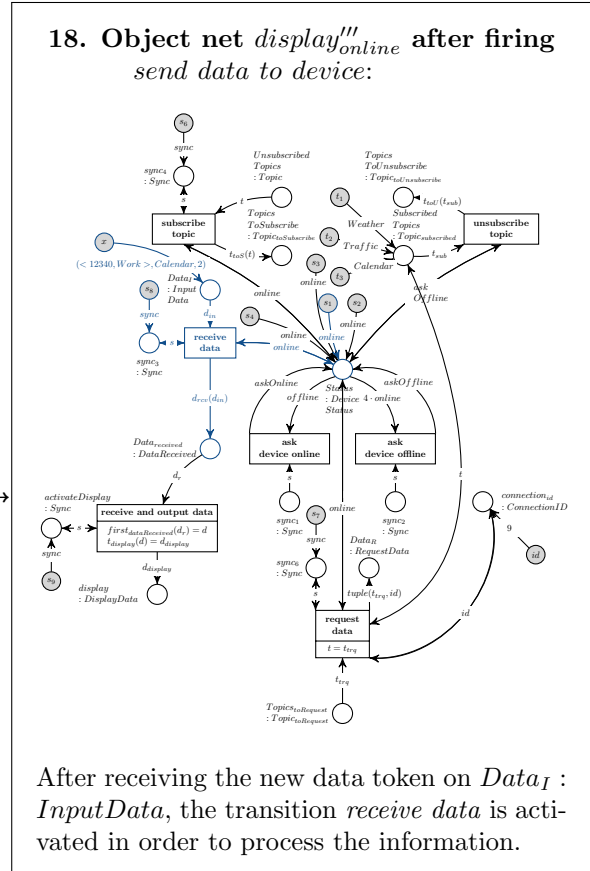 18. Object net display′′′online after firing
send data to device:
s6
sync
sync4
: Sync
s
Unsubscribed
Topics
: Topic
t
subscribe
topic
Topics
ToSubscribe
: TopictoSubscribe
ttoS(t)
Topics
ToUnsubscribe
: TopictoUnsubscribe
ttoU(tsub)
t1
Weather
t2
Traffic
t3
Calendar
Subscribed
Topics
: Topicsubscribed
tsub
unsubscribe
topic
x
(< 12340, Work >, Calendar, 2)
DataI
: Input
Data
din
s8
sync
sync3
: Sync
s
receive
data
online
online
online
s3
online
s4
online
s1
online
s2
online
ask
Offline
drcv(din)
Status
: Device
Status
askOnline
offline
4 · online
askOffline
ask
device online
ask
device offline
Datareceived
: DataReceived
dr
activateDisplay
: Sync
s
sync
s9
receive and output data
firstdataReceived(dr) = d
tdisplay(d) = ddisplay
ddisplay
display
: DisplayData
s
sync1
: Sync
s
sync2
: Sync
s7
sync
sync6
: Sync
s
online
DataR
: RequestData
tuple(ttrq, id)
t
connectionid
: ConnectionID
9
id
id
request
data
t = ttrq
ttrq
TopicstoRequest
: TopictoRequest
After receiving the new data token on DataI :
InputData, the transition receive data is acti-
vated in order to process the information.